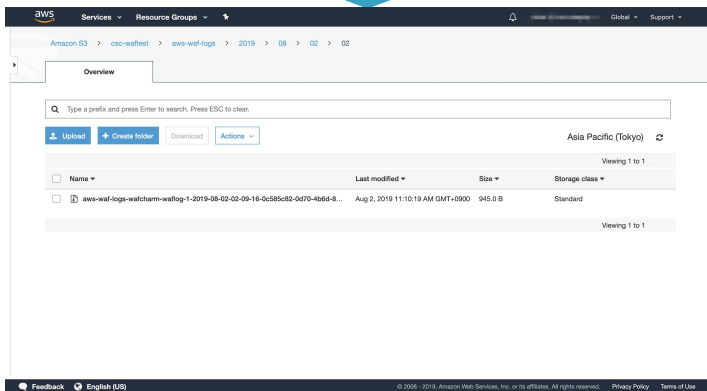 aws Services Resource Groups Global Support
Amazon S3 > csc-waftest > aws-waf-logs > 2019 > 08 > 02 > 02
Overview
Type a prefix and press Enter to search. Press ESC to clear.
Upload + Create folder Download Actions Asia Pacific (Tokyo)
Viewing 1 to 1
Name Last modified Size Storage class
aws-waf-logs-wafcharm-waflog-1-2019-08-02-02-09-16-0c585c82-0d70-4b6d-8... Aug 2, 2019 11:10:19 AM GMT+0900 945.0 B Standard
Viewing 1 to 1
Feedback English (US) © 2008 - 2019, Amazon Web Services, Inc. or its affiliates. All rights reserved. Privacy Policy Terms of Use